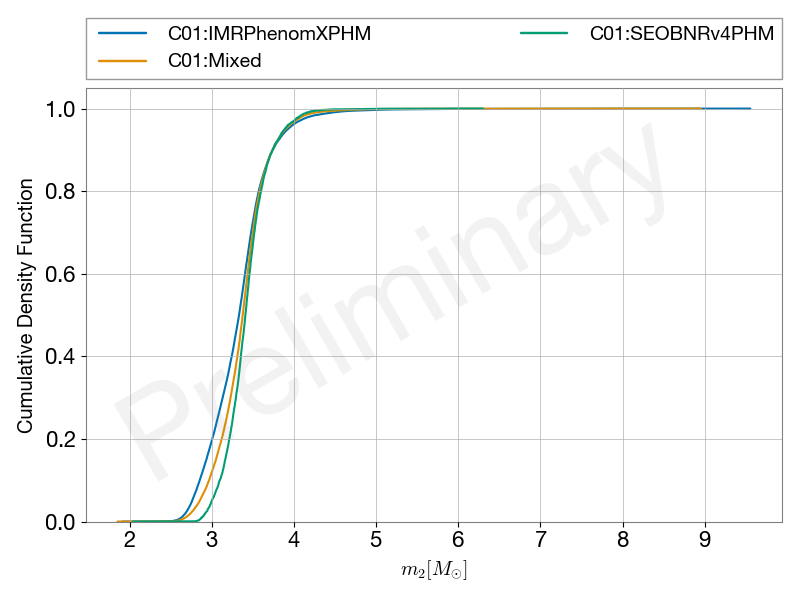 C01:IMRPhenomXPHM
C01:Mixed
C01:SEOBNRv4PHM
Cumulative Density Function
1.0
0.8
0.6
0.4
0.2
0.0
Preliminary
2 3 4 5 6 7 8 9
m₂[M☉]